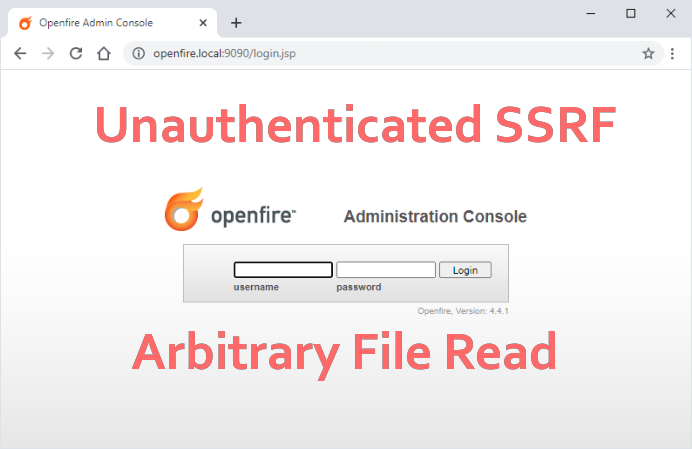 Openfire Admin Console
openfire.local:9090/login.jsp
Unauthenticated SSRF
openfire™ Administration Console
Login
username password
Openfire, Version: 4.4.1
Arbitrary File Read